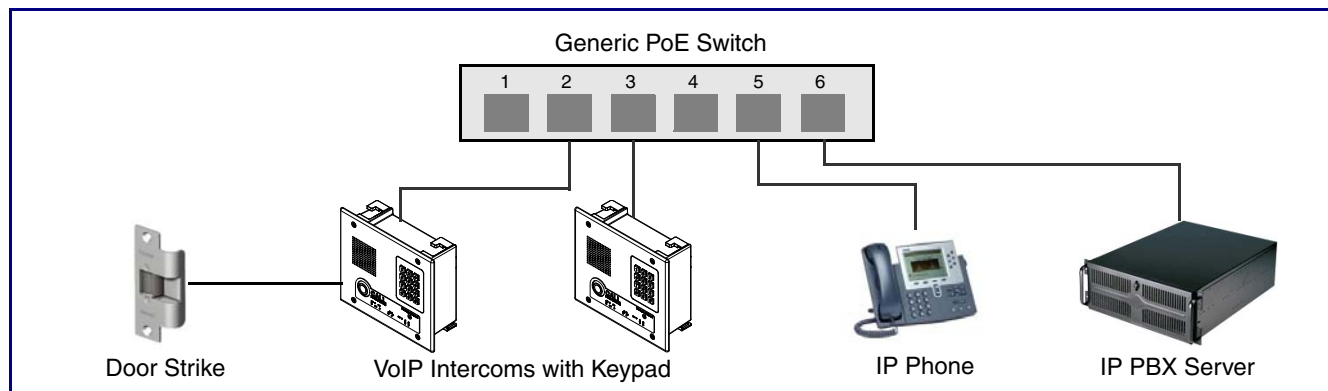 Generic PoE Switch
1 2 3 4 5 6
CALL
Door Strike
VoIP Intercoms with Keypad
IP Phone
IP PBX Server